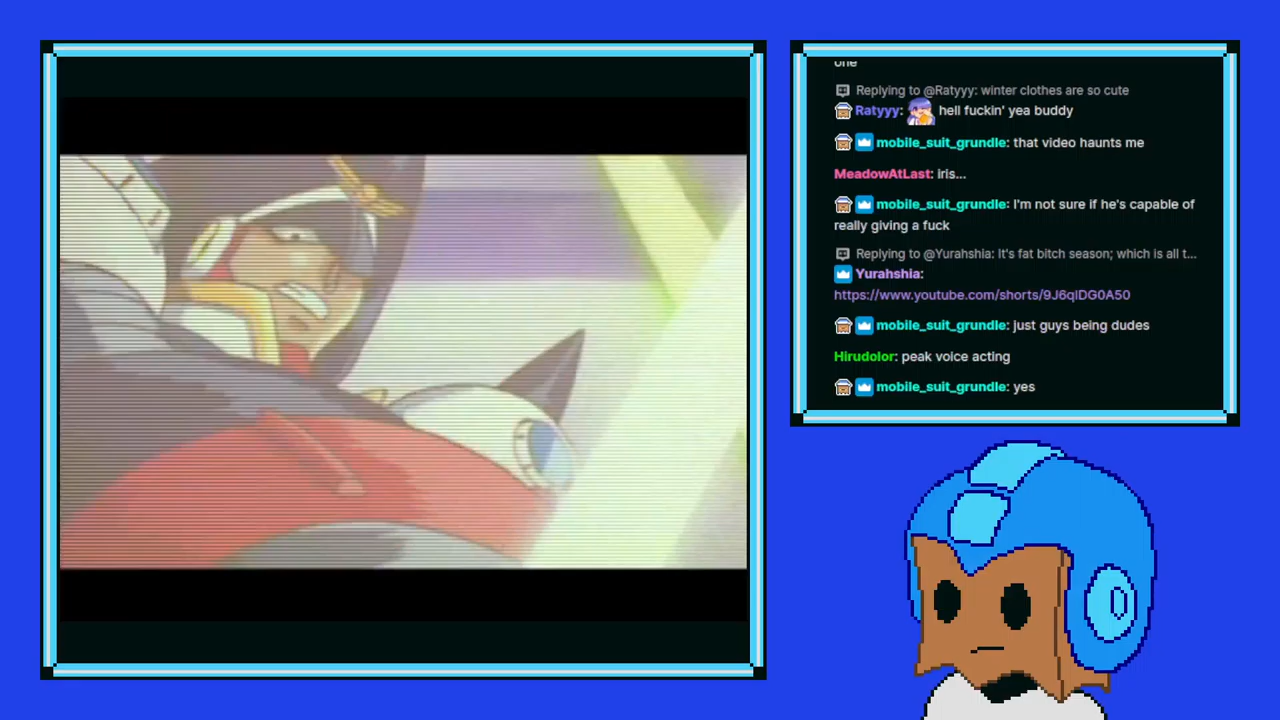 one
Replying to @Ratyyy: winter clothes are so cute
Ratyyy: hell fuckin' yea buddy
mobile_suit_grundle: that video haunts me
MeadowAtLast: iris...
mobile_suit_grundle: I'm not sure if he's capable of
really giving a fuck
Replying to @Yurahshia: It's fat bitch season; which is all t...
Yurahshia:
https://www.youtube.com/shorts/9J6qIDG0A50
mobile_suit_grundle: just guys being dudes
Hirudolor: peak voice acting
mobile_suit_grundle: yes